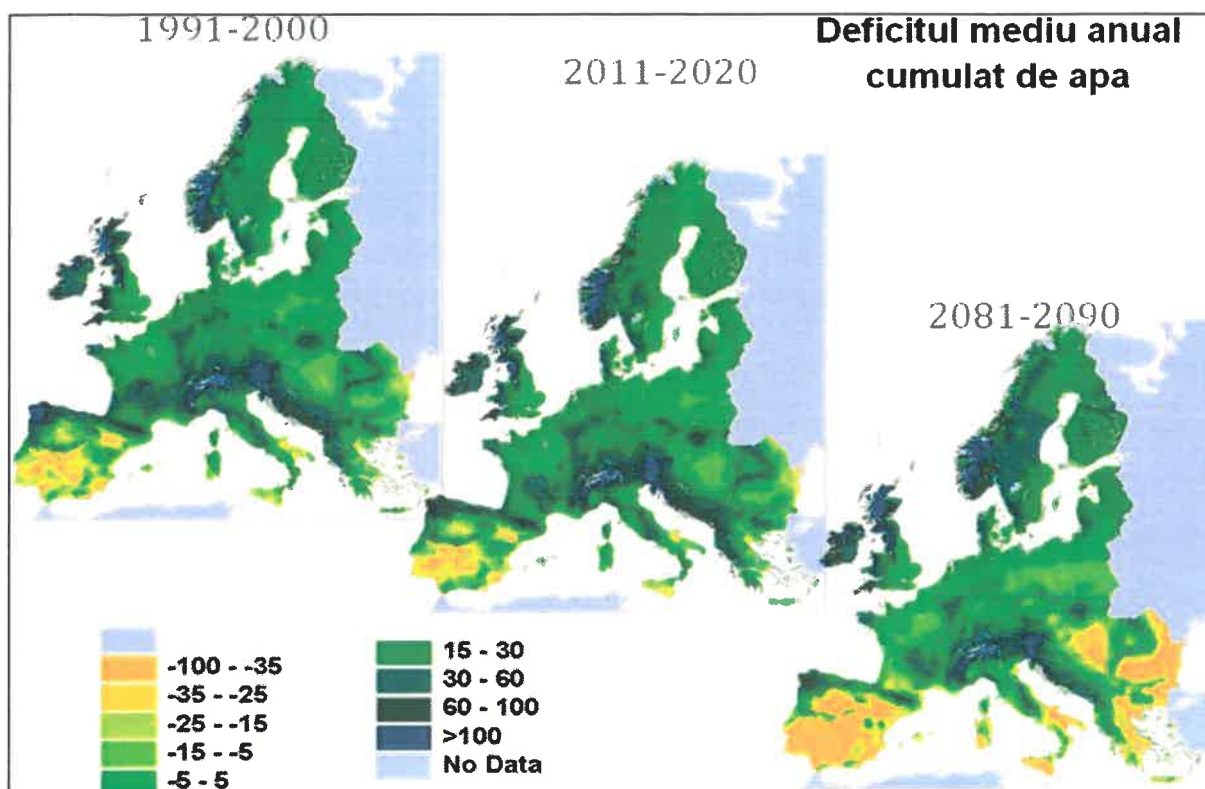 1991-2000
2011-2020
Deficitul mediu anual
cumulat de apa
2081-2090
-100 - -35
-35 - -25
-25 - -15
-15 - -5
-5 - 5
15 - 30
30 - 60
60 - 100
>100
No Data